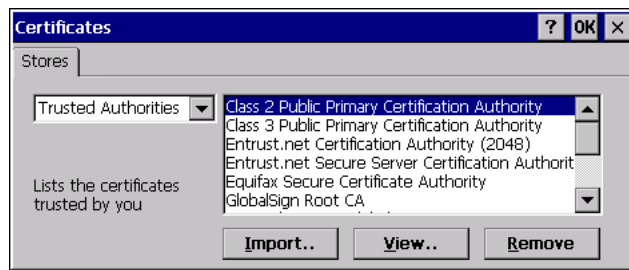 Certificates ? OK ×
Stores
Trusted Authorities
Class 2 Public Primary Certification Authority
Class 3 Public Primary Certification Authority
Entrust.net Certification Authority (2048)
Entrust.net Secure Server Certification Authorit
Equifax Secure Certificate Authority
GlobalSign Root CA
Lists the certificates
trusted by you
Import..
View..
Remove